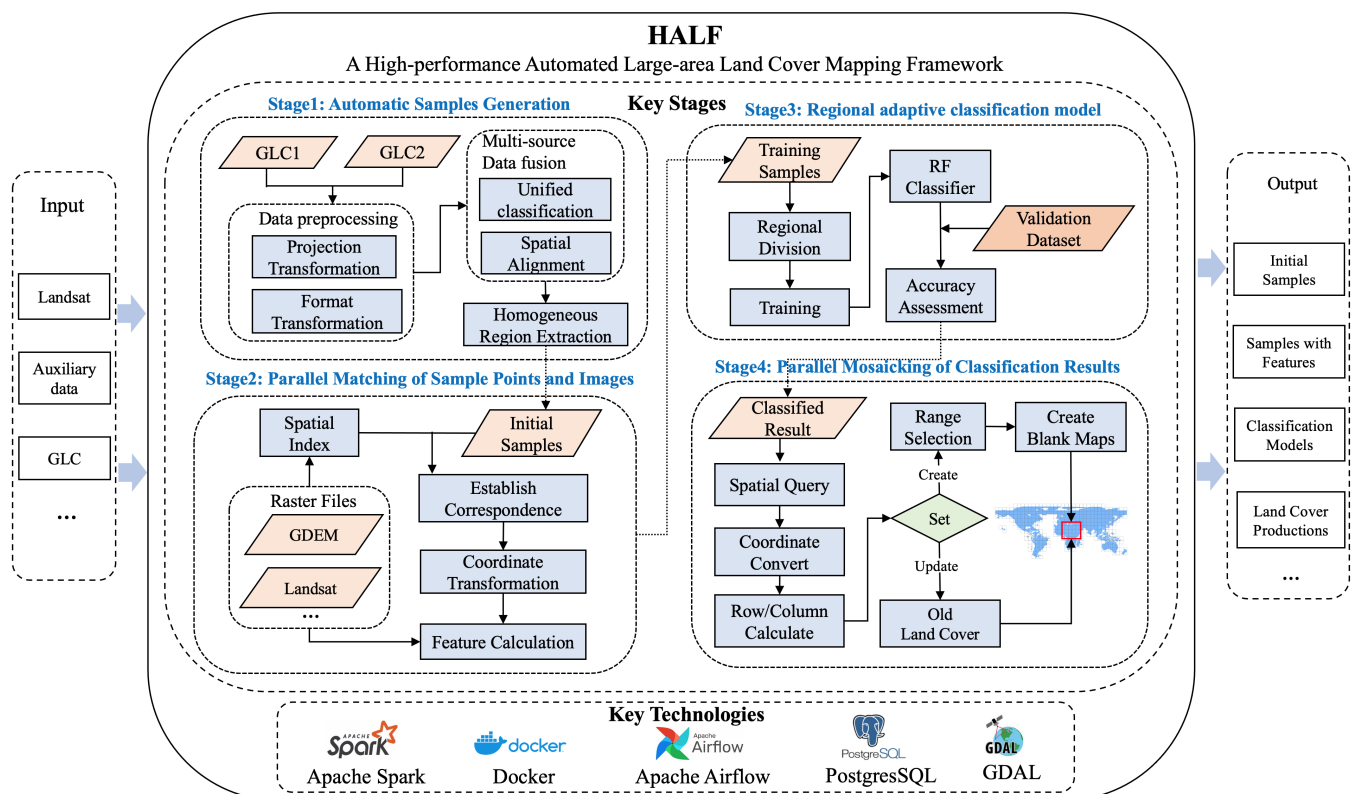 HALF
A High-performance Automated Large-area Land Cover Mapping Framework
Key Stages
Input
Landsat
Auxiliary
data
GLC
...
Stage1: Automatic Samples Generation
GLC1
GLC2
Data preprocessing
Projection
Transformation
Format
Transformation
Multi-source
Data fusion
Unified
classification
Spatial
Alignment
Homogeneous
Region Extraction
Stage2: Parallel Matching of Sample Points and Images
Spatial
Index
Initial
Samples
Raster Files
GDEM
Landsat
...
Establish
Correspondence
Coordinate
Transformation
Feature Calculation
Stage3: Regional adaptive classification model
Training
Samples
Regional
Division
Training
RF
Classifier
Validation
Dataset
Accuracy
Assessment
Stage4: Parallel Mosaicking of Classification Results
Classified
Result
Spatial Query
Coordinate
Convert
Row/Column
Calculate
Range
Selection
Create
Blank Maps
Create
Set
Update
Old
Land Cover
Output
Initial
Samples
Samples with
Features
Classification
Models
Land Cover
Productions
...
Key Technologies
APACHE
Spark
docker
Apache
Airflow
PostgreSQL
GDAL
Apache Spark
Docker
Apache Airflow
PostgresSQL
GDAL